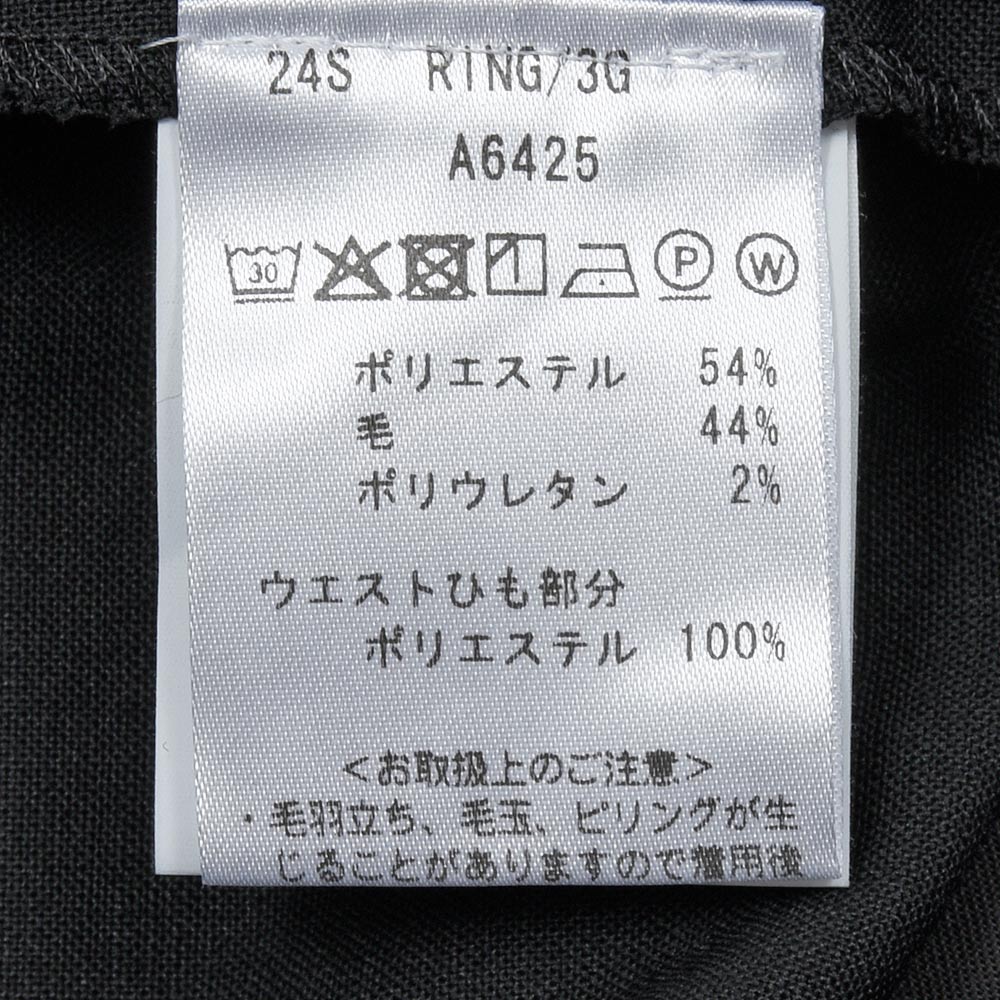 24S RING/3G
A6425
30 P W
ポリエステル 54%
毛 44%
ポリウレタン 2%
ウエストひも部分
ポリエステル 100%
<お取扱上のご注意>
・毛羽立ち、毛玉、ピリングが生
じることがありますので着用後